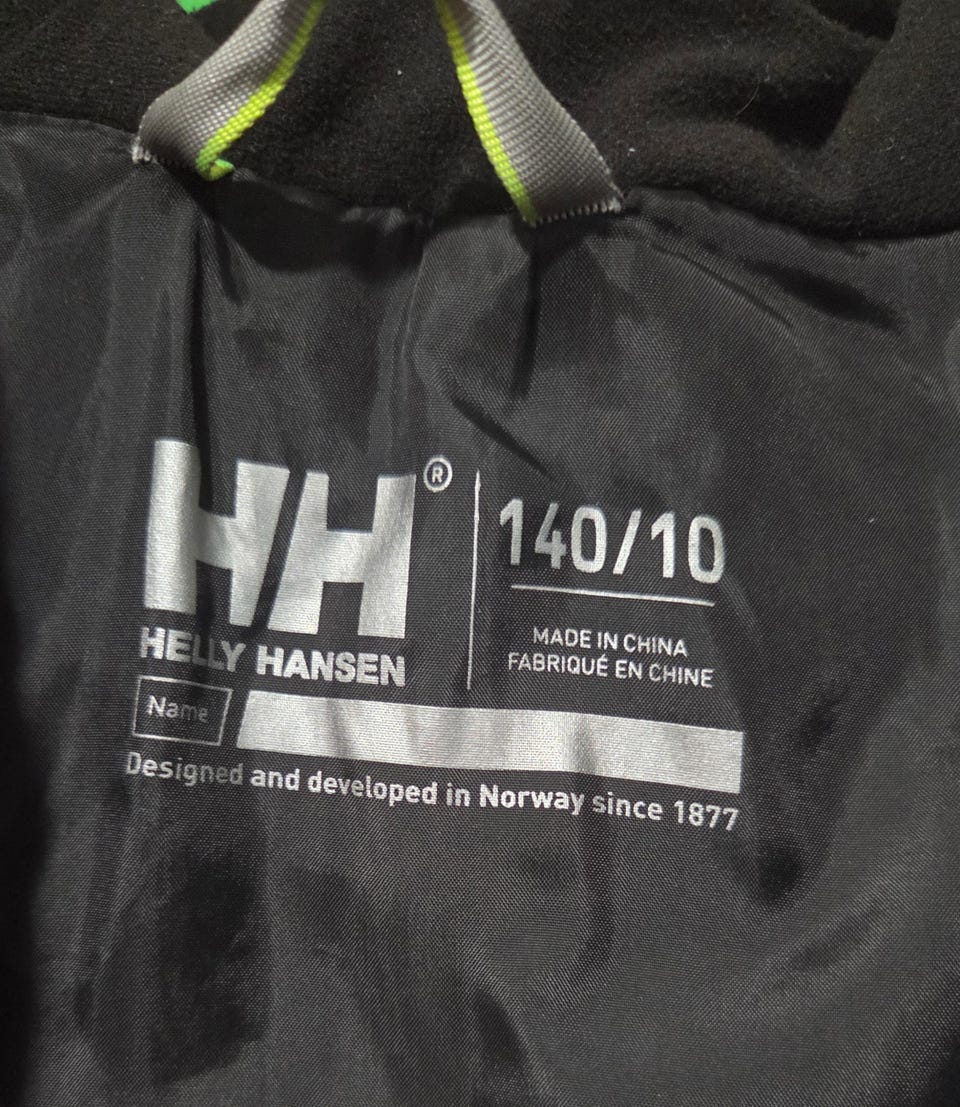 HH®
HELLY HANSEN
140/10
MADE IN CHINA
FABRIQUÉ EN CHINE
Name
Designed and developed in Norway since 1877